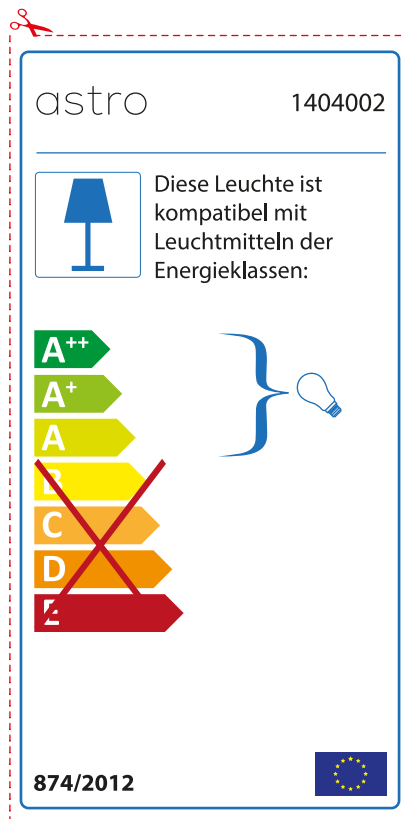 astro
1404002
Diese Leuchte ist
kompatibel mit
Leuchtmitteln der
Energieklassen:
A++
A+
A
B
C
D
E
874/2012